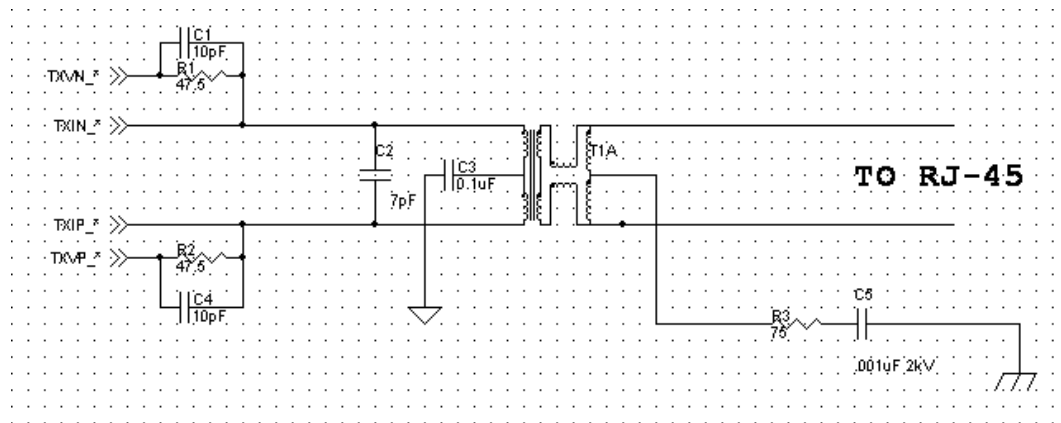 C1
10pF
TXVN_*
R1
47.5
TXIN_*
C2
7pF
C3
0.1uF
T1A
TO RJ-45
TXIP_*
R2
47.5
TXVP_*
C4
10pF
R3
75
C5
.001uF 2kV